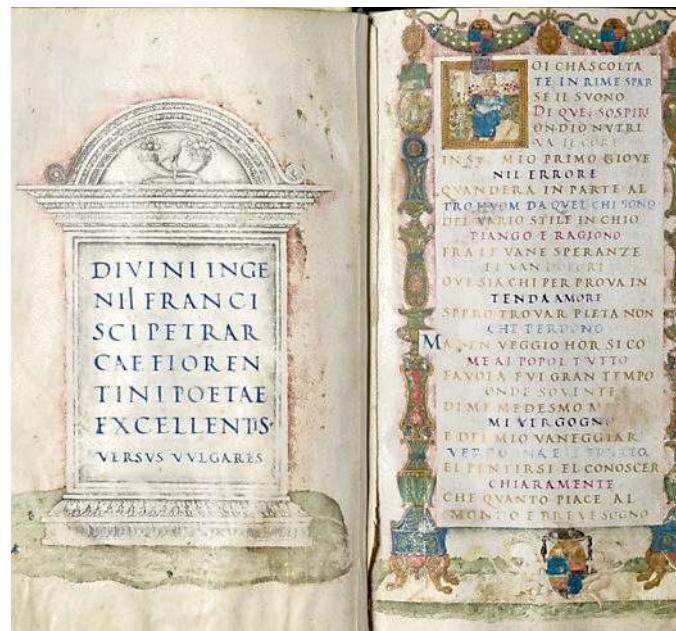 DIVINI INGE
NII FRANCI
SCI PETRAR
CAE FLOREN
TINI POETAE
EXCELLENTIS
VERSVS VVLGARES
OI CHASCOLTA
TE IN RIME SPAR
SE IL SVONO
DI QVEI SOSPIRI
ONDIO NVTRI
VA IL CORE
IN SVL MIO PRIMO GIOVE
NIL ERRORE
QVANDERA IN PARTE AL
TRO HVOM DA QVEL CHI SONO
DEL VARIO STILE IN CHIO
PIANGO E RAGIONO
FRA LE VANE SPERANZE
EL VAN DOLORE
OVE SIA CHI PER PROVA IN
TENDA AMORE
SPERO TROVAR PIETA NON
CHE PERDONO
MA BEN VEGGIO HOR SI CO
ME AL POPOL TVTTO
FAVOLA FVI GRAN TEMPO
ONDE SOVENTE
DI ME MEDESMO
MI VERGOGNO
E DEL MIO VANEGGIAR
VERGOGNA E IL FRVTTO
EL PENTIRSI EL CONOSCER
CHIARAMENTE
CHE QVANTO PIACE AL
MONDO E BREVE SOGNO